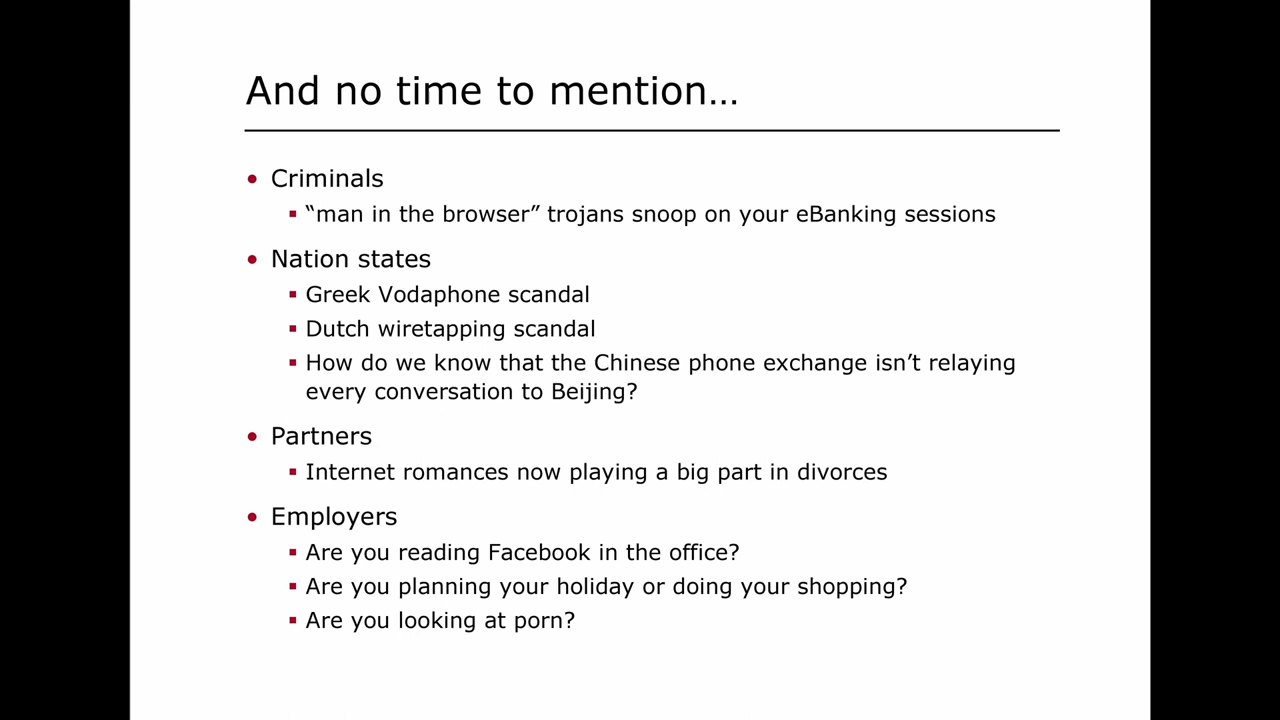 And no time to mention…
• Criminals
▪ “man in the browser” trojans snoop on your eBanking sessions
• Nation states
▪ Greek Vodaphone scandal
▪ Dutch wiretapping scandal
▪ How do we know that the Chinese phone exchange isn’t relaying
every conversation to Beijing?
• Partners
▪ Internet romances now playing a big part in divorces
• Employers
▪ Are you reading Facebook in the office?
▪ Are you planning your holiday or doing your shopping?
▪ Are you looking at porn?